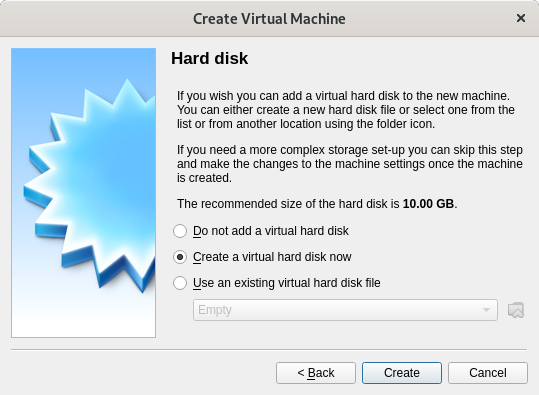 Create Virtual Machine
Hard disk
If you wish you can add a virtual hard disk to the new machine.
You can either create a new hard disk file or select one from the
list or from another location using the folder icon.
If you need a more complex storage set-up you can skip this step
and make the changes to the machine settings once the machine
is created.
The recommended size of the hard disk is 10.00 GB.
Do not add a virtual hard disk
Create a virtual hard disk now
Use an existing virtual hard disk file
Empty
< Back
Create
Cancel